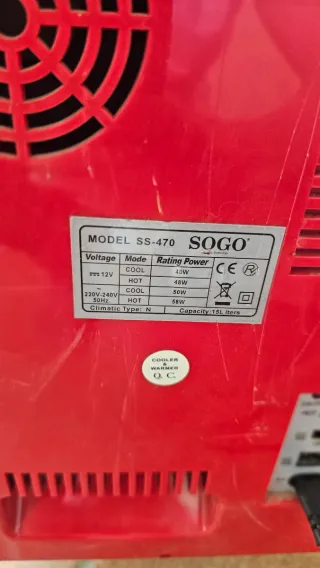 MODEL SS-470 SOGO
Voltage Mode Rating Power
12V COOL
HOT 48W
~ 220V-240V 50Hz COOL 50W
HOT 58W
Climatic Type: N Capacity:15Liters
COOLER
&
WARMER
Q. C.